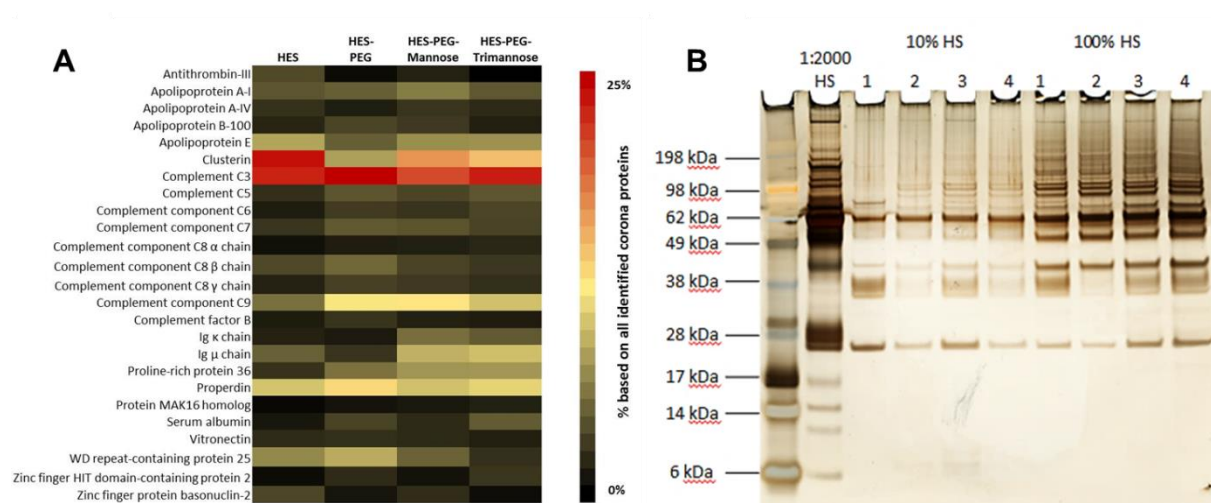 A
HES
HES-
PEG
HES-PEG-
Mannose
HES-PEG-
Trimannose
Antithrombin-III
Apolipoprotein A-I
Apolipoprotein A-IV
Apolipoprotein B-100
Apolipoprotein E
Clusterin
Complement C3
Complement C5
Complement component C6
Complement component C7
Complement component C8 α chain
Complement component C8 β chain
Complement component C8 γ chain
Complement component C9
Complement factor B
Ig κ chain
Ig μ chain
Proline-rich protein 36
Properdin
Protein MAK16 homolog
Serum albumin
Vitronectin
WD repeat-containing protein 25
Zinc finger HIT domain-containing protein 2
Zinc finger protein basonuclin-2
25%
% based on all identified corona proteins
0%
B
10% HS 100% HS
1:2000
HS 1 2 3 4 1 2 3 4
198 kDa
98 kDa
62 kDa
49 kDa
38 kDa
28 kDa
17 kDa
14 kDa
6 kDa